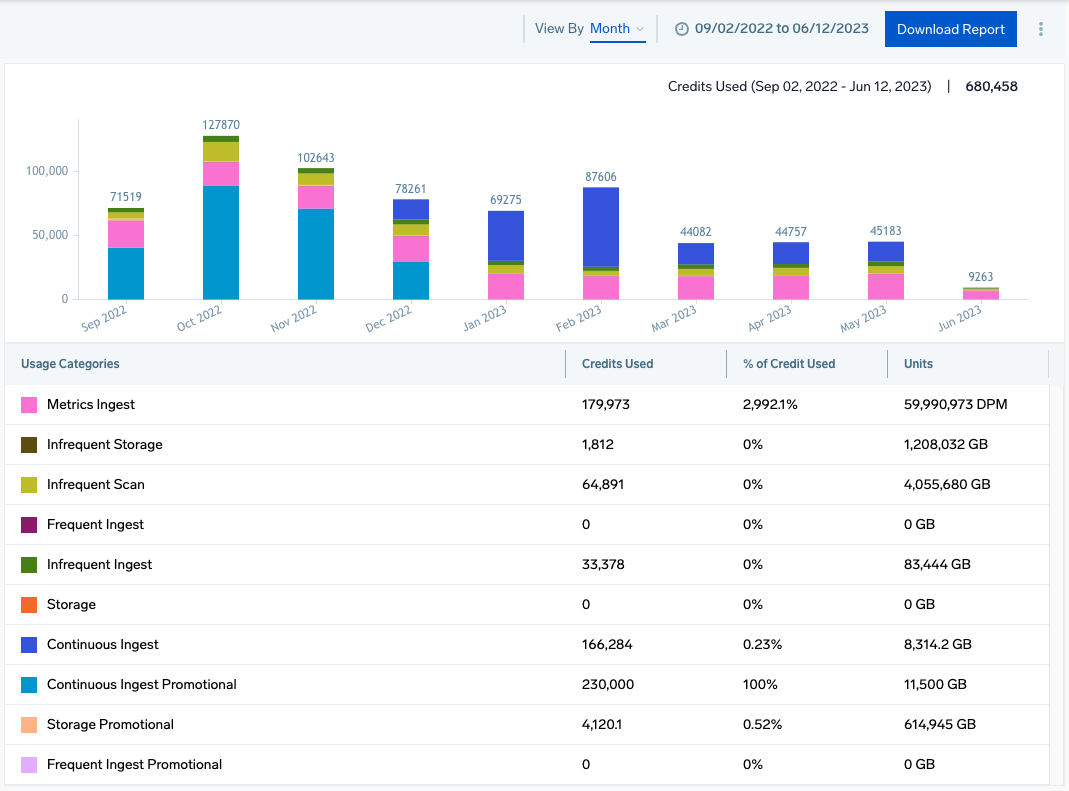 View By Month 09/02/2022 to 06/12/2023 Download Report
Credits Used (Sep 02, 2022 - Jun 12, 2023) | 680,458
127870
102643
100,000
87606
78261
71519
69275
50,000
44082 44757 45183
9263
0
Sep 2022 Oct 2022 Nov 2022 Dec 2022 Jan 2023 Feb 2023 Mar 2023 Apr 2023 May 2023 Jun 2023
Usage Categories Credits Used % of Credit Used Units
Metrics Ingest 179,973 2,992.1% 59,990,973 DPM
Infrequent Storage 1,812 0% 1,208,032 GB
Infrequent Scan 64,891 0% 4,055,680 GB
Frequent Ingest 0 0% 0 GB
Infrequent Ingest 33,378 0% 83,444 GB
Storage 0 0% 0 GB
Continuous Ingest 166,284 0.23% 8,314.2 GB
Continuous Ingest Promotional 230,000 100% 11,500 GB
Storage Promotional 4,120.1 0.52% 614,945 GB
Frequent Ingest Promotional 0 0% 0 GB